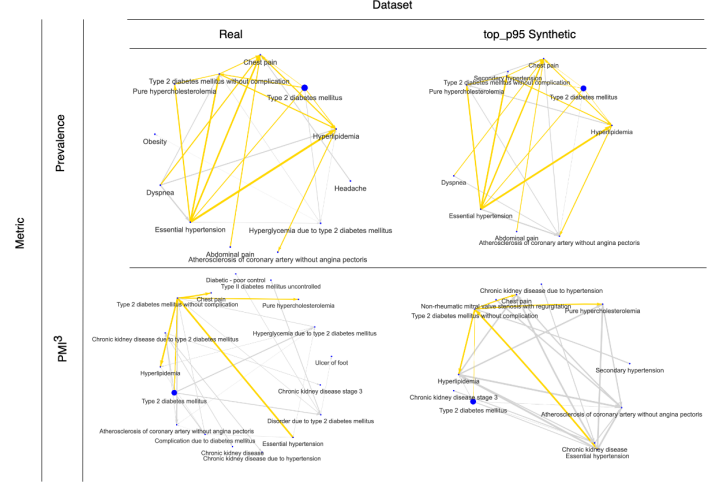 Dataset
Real
top_p95 Synthetic
Metric
Prevalence
Chest pain
Type 2 diabetes mellitus without complication
Pure hypercholesterolemia
Type 2 diabetes mellitus
Hyperlipidemia
Obesity
Dyspnea
Headache
Essential hypertension
Hyperglycemia due to type 2 diabetes mellitus
Abdominal pain
Atherosclerosis of coronary artery without angina pectoris
Chest pain
Secondary hypertension
Type 2 diabetes mellitus without complication
Pure hypercholesterolemia
Type 2 diabetes mellitus
Hyperlipidemia
Dyspnea
Essential hypertension
Abdominal pain
Atherosclerosis of coronary artery without angina pectoris
PMI³
Diabetic - poor control
Type II diabetes mellitus uncontrolled
Chest pain
Type 2 diabetes mellitus without complication
Pure hypercholesterolemia
Hyperglycemia due to type 2 diabetes mellitus
Chronic kidney disease due to type 2 diabetes mellitus
Ulcer of foot
Hyperlipidemia
Chronic kidney disease stage 3
Type 2 diabetes mellitus
Disorder due to type 2 diabetes mellitus
Atherosclerosis of coronary artery without angina pectoris
Complication due to diabetes mellitus
Essential hypertension
Chronic kidney disease
Chronic kidney disease due to hypertension
Chronic kidney disease due to hypertension
Chest pain
Non-rheumatic mitral valve stenosis with regurgitation
Pure hypercholesterolemia
Type 2 diabetes mellitus without complication
Secondary hypertension
Hyperlipidemia
Chronic kidney disease stage 3
Type 2 diabetes mellitus
Atherosclerosis of coronary artery without angina pectoris
Chronic kidney disease
Essential hypertension